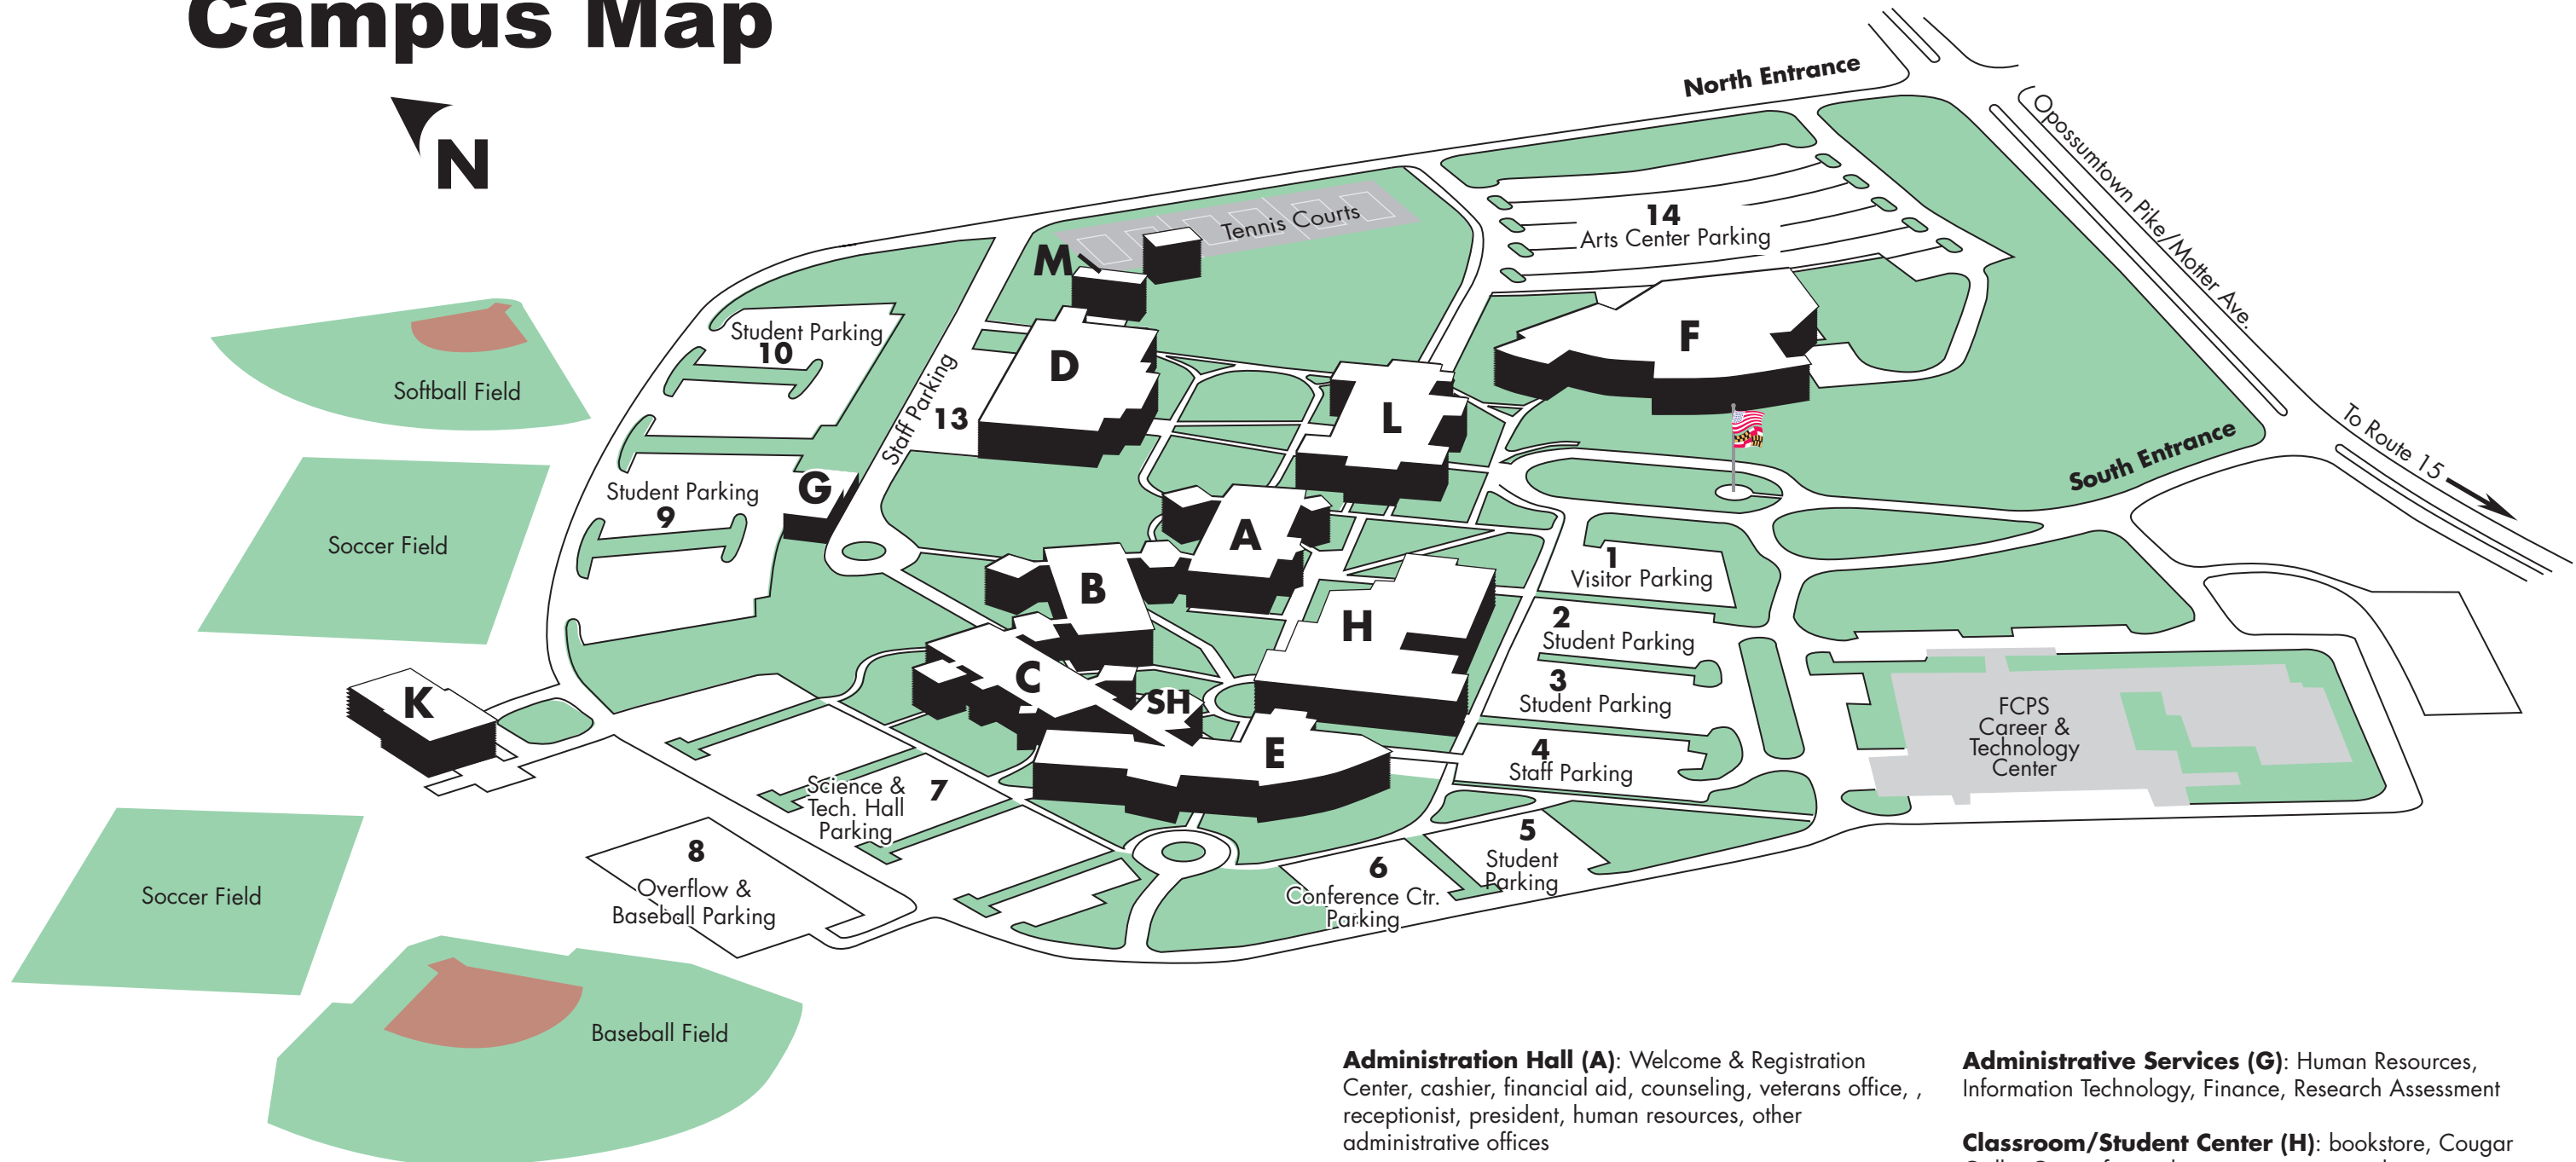 Campus Map
N
North Entrance
Opossumtown Pike/Motter Ave.
To Route 15
South Entrance
Tennis Courts
M
14
Arts Center Parking
Student Parking
10
Softball Field
D
F
Staff Parking
13
L
Student Parking
9
G
Soccer Field
A
B
1
Visitor Parking
H
2
Student Parking
C
SH
3
Student Parking
K
E
4
Staff Parking
FCPS
Career &
Technology
Center
Science &
Tech. Hall
Parking
7
8
Overflow &
Baseball Parking
5
Student
Parking
6
Conference Ctr.
Parking
Soccer Field
Baseball Field
Administration Hall (A): Welcome & Registration
Center, cashier, financial aid, counseling, veterans office, ,
receptionist, president, human resources, other
administrative offices
Administrative Services (G): Human Resources,
Information Technology, Finance, Research Assessment
Classroom/Student Center (H): bookstore, Cougar